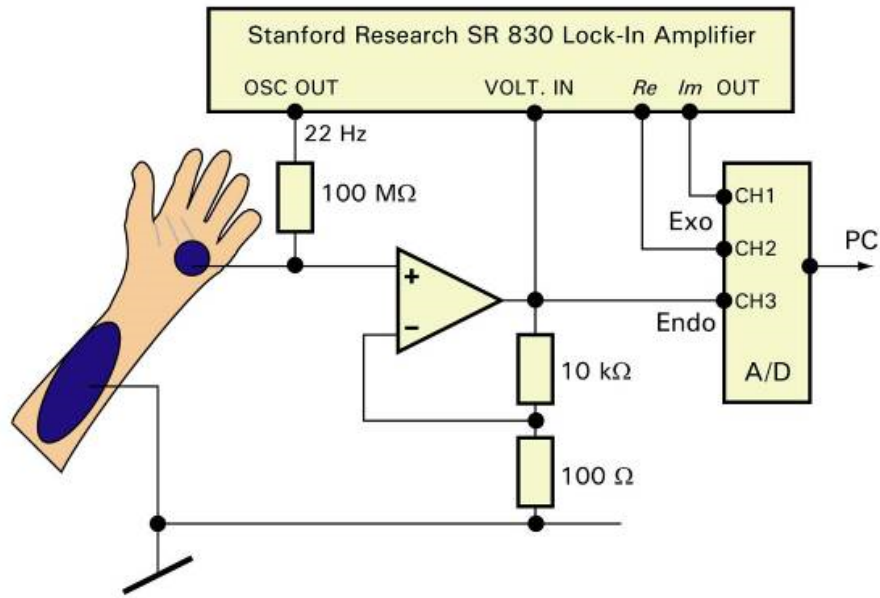 Stanford Research SR 830 Lock-In Amplifier
OSC OUT VOLT. IN Re Im OUT
22 Hz
100 MΩ
CH1
Exo
CH2
PC
+
CH3
Endo
−
10 kΩ
A/D
100 Ω